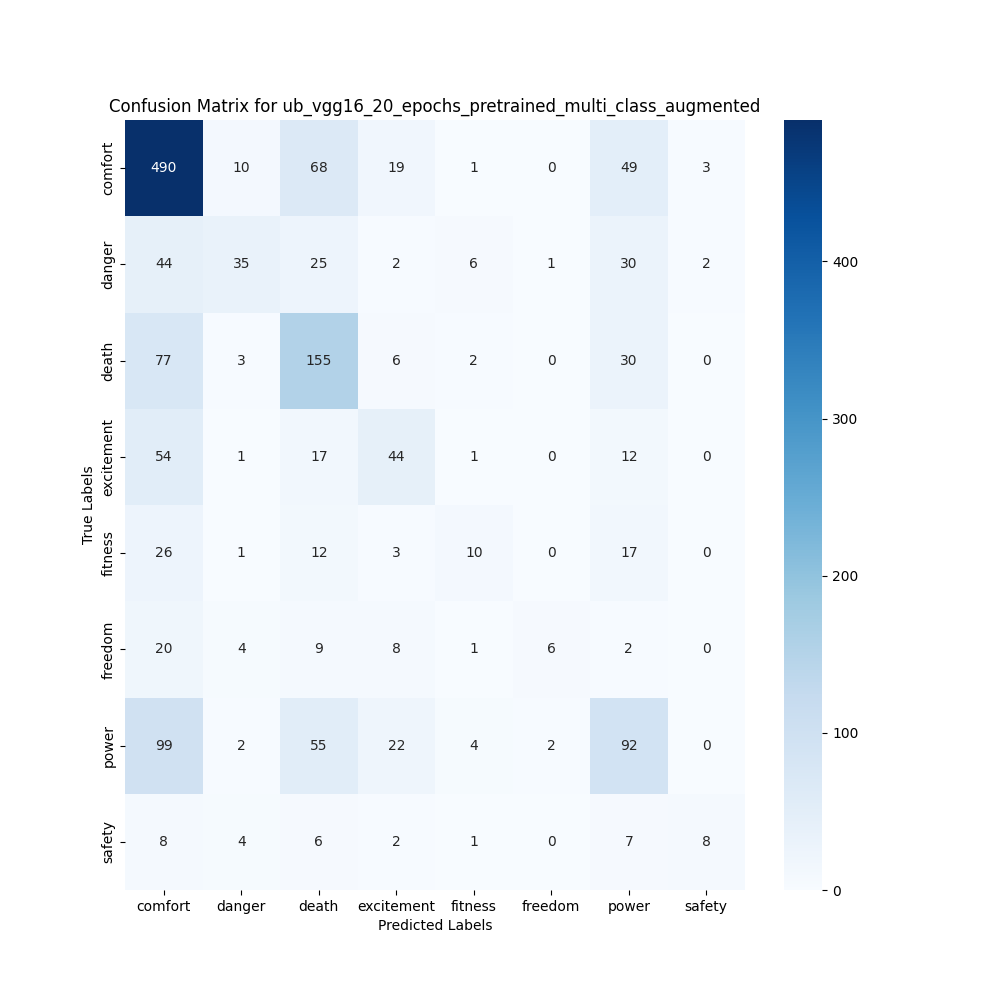 Confusion Matrix for ub_vgg16_20_epochs_pretrained_multi_class_augmented
comfort 490 10 68 19 1 0 49 3
danger 44 35 25 2 6 1 30 2
death 77 3 155 6 2 0 30 0
excitement 54 1 17 44 1 0 12 0
fitness 26 1 12 3 10 0 17 0
freedom 20 4 9 8 1 6 2 0
power 99 2 55 22 4 2 92 0
safety 8 4 6 2 1 0 7 8
True Labels
comfort danger death excitement fitness freedom power safety
Predicted Labels
400
300
200
100
0